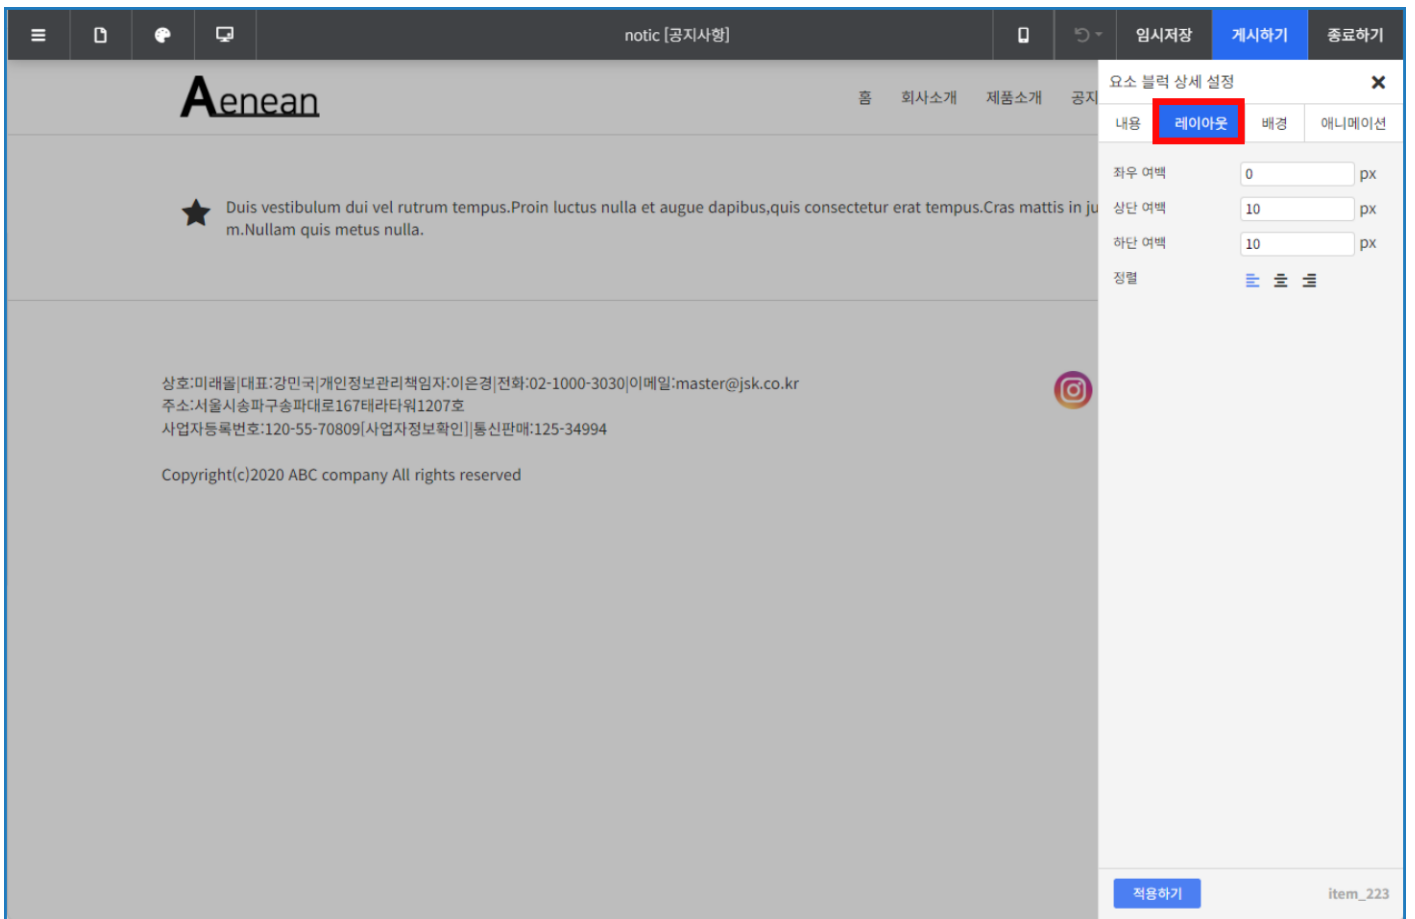 notic [공지사항]
임시저장
게시하기
종료하기
Aenean
홈 회사소개 제품소개 공지
Duis vestibulum dui vel rutrum tempus.Proin luctus nulla et augue dapibus,quis consectetur erat tempus.Cras mattis in ju
m.Nullam quis metus nulla.
상호:미래몰|대표:강민국|개인정보관리책임자:이은경|전화:02-1000-3030|이메일:master@jsk.co.kr
주소:서울시송파구송파대로167태라타워1207호
사업자등록번호:120-55-70809[사업자정보확인]|통신판매:125-34994
Copyright(c)2020 ABC company All rights reserved
요소 블럭 상세 설정
내용 레이아웃 배경 애니메이션
좌우 여백 0 px
상단 여백 10 px
하단 여백 10 px
정렬
적용하기 item_223